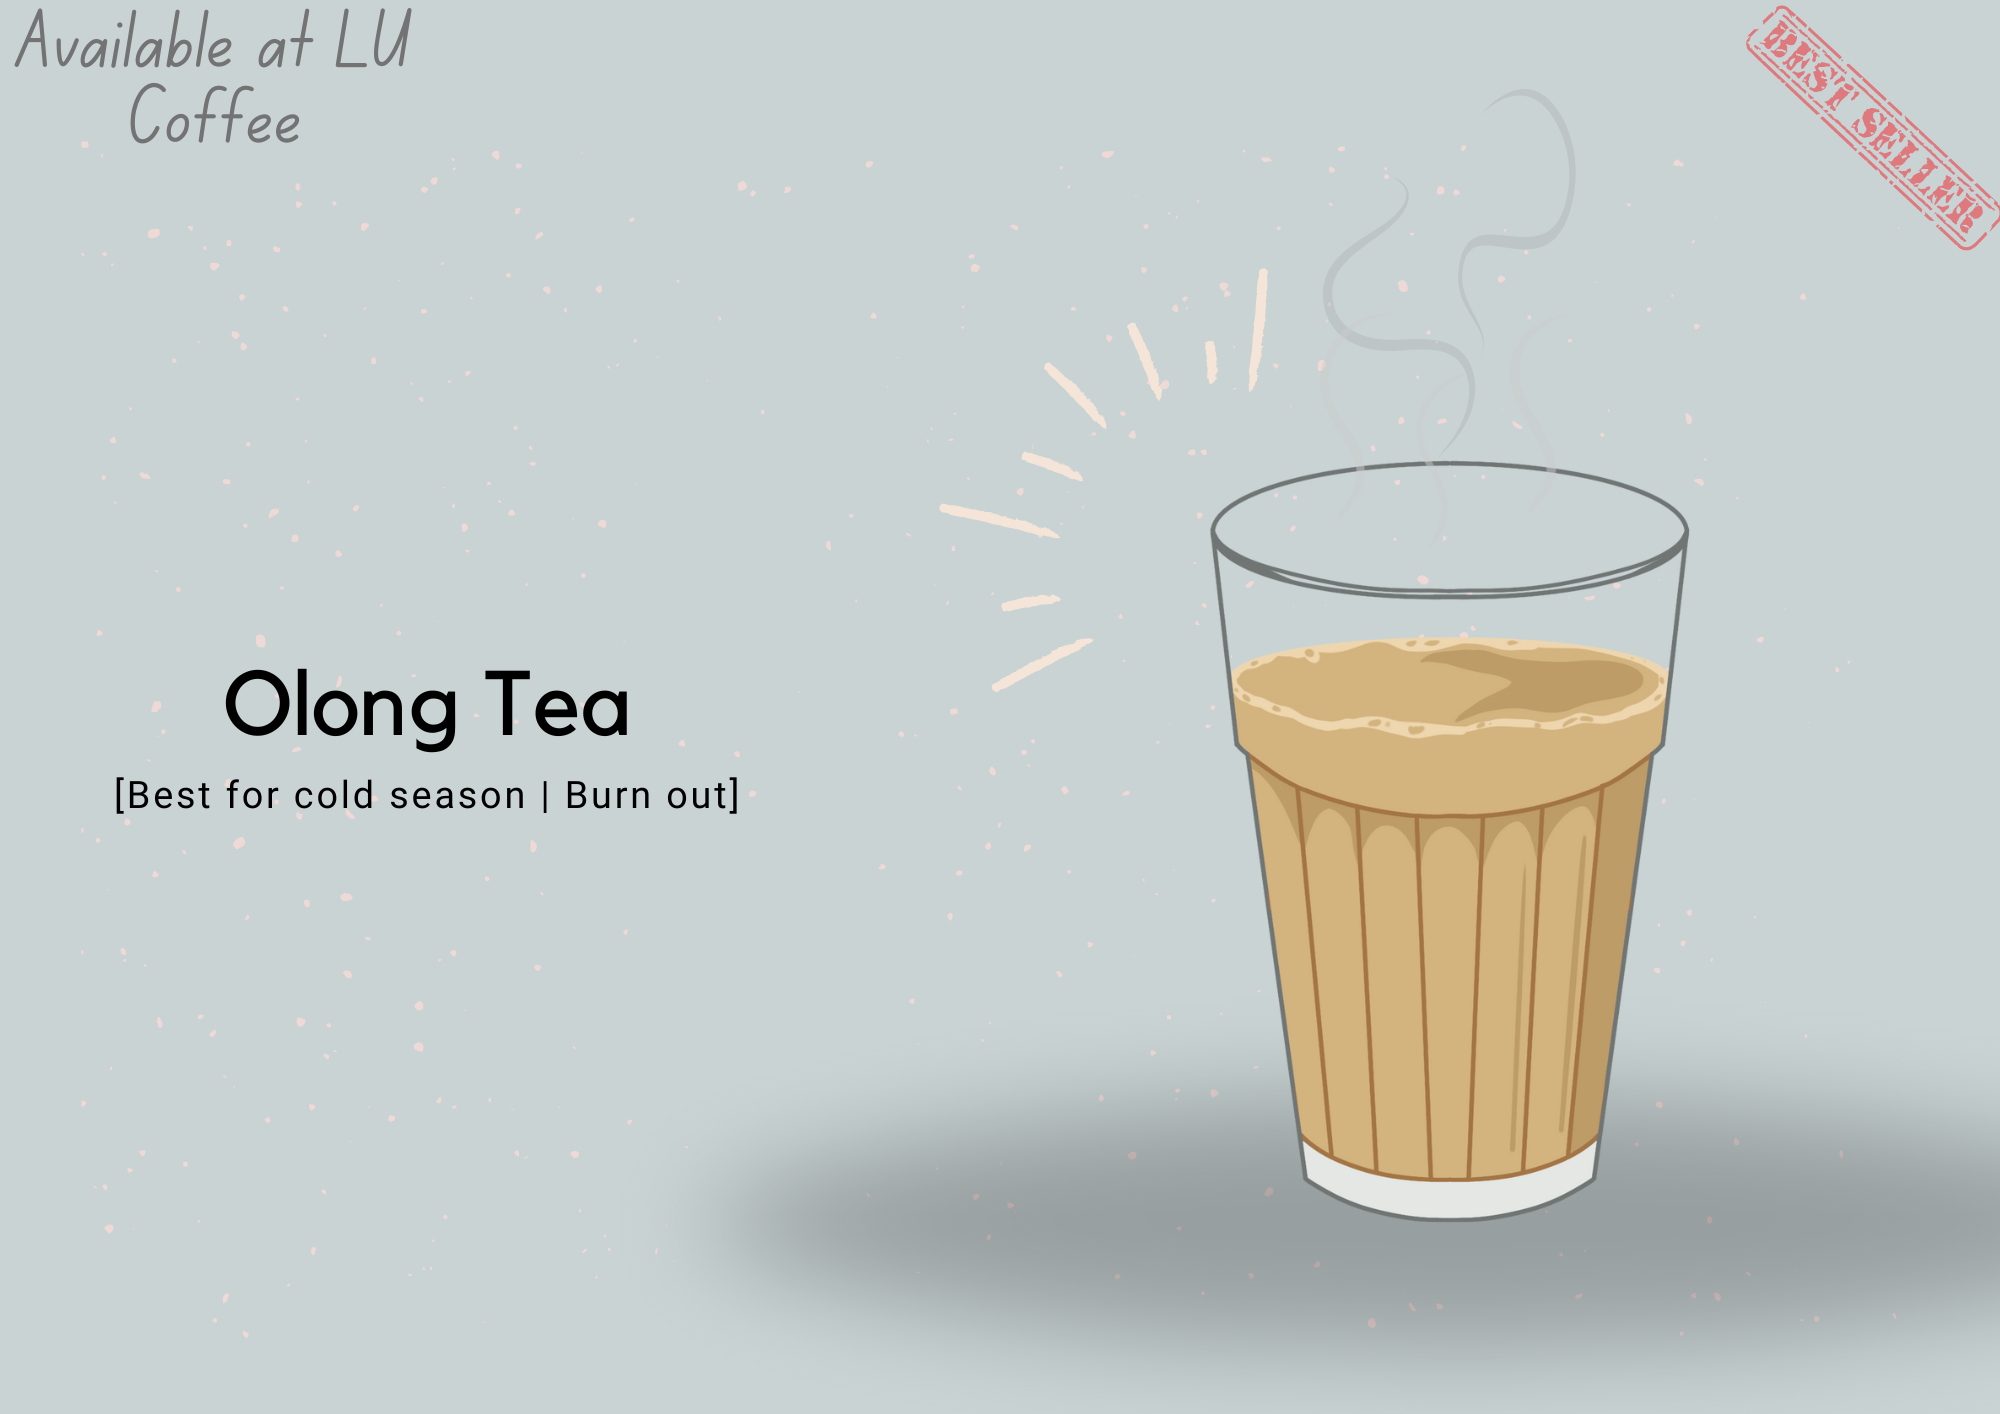 Available at LU
Coffee
BEST SELLER
Olong Tea
[Best for cold season | Burn out]